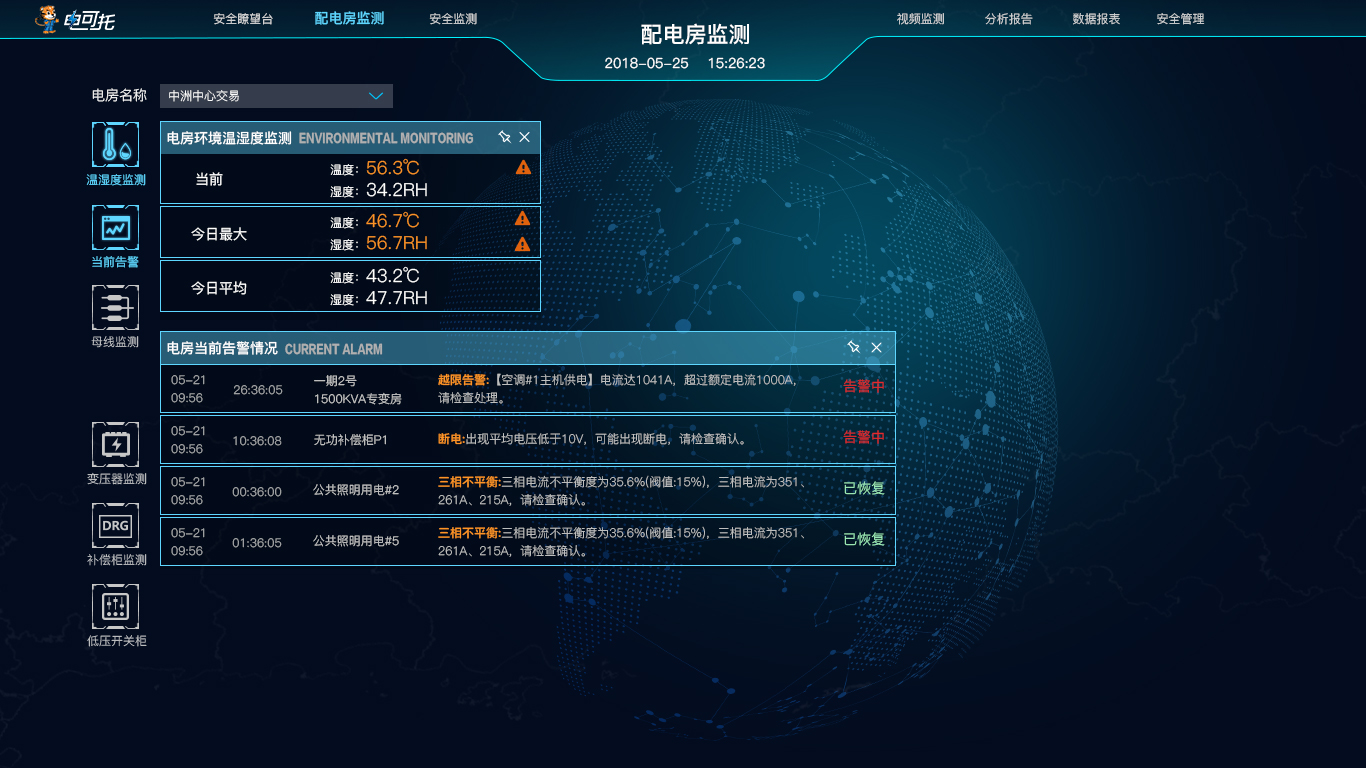 电可托
安全瞭望台
配电房监测
安全监测
配电房监测
2018-05-25 15:26:23
视频监测
分析报告
数据报表
安全管理
电房名称
中洲中心交易
温湿度监测
当前告警
母线监测
变压器监测
DRG
补偿柜监测
低压开关柜
电房环境温湿度监测 ENVIRONMENTAL MONITORING
当前
温度：56.3℃
湿度：34.2RH
今日最大
温度：46.7℃
湿度：56.7RH
今日平均
温度：43.2℃
湿度：47.7RH
电房当前告警情况 CURRENT ALARM
05-21
09:56
26:36:05
一期2号
1500KVA专变房
越限告警:【空调#1主机供电】电流达1041A，超过额定电流1000A，
请检查处理。
告警中
05-21
09:56
10:36:08
无功补偿柜P1
断电:出现平均电压低于10V，可能出现断电，请检查确认。
告警中
05-21
09:56
00:36:00
公共照明用电#2
三相不平衡:三相电流不平衡度为35.6%(阀值:15%)，三相电流为351、
261A、215A，请检查确认。
已恢复
05-21
09:56
01:36:05
公共照明用电#5
三相不平衡:三相电流不平衡度为35.6%(阀值:15%)，三相电流为351、
261A、215A，请检查确认。
已恢复